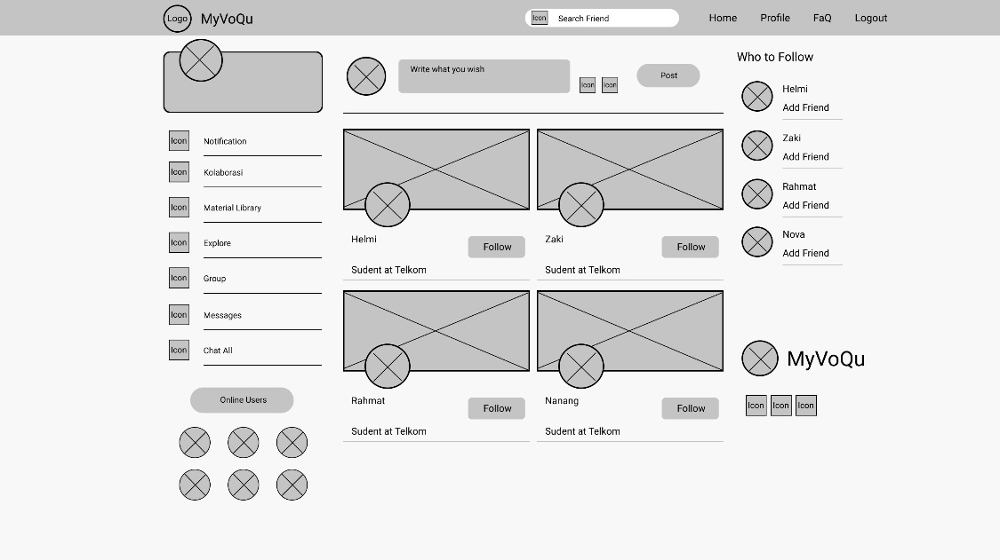 Logo
MyVoQu
Icon
Search Friend
Home
Profile
FaQ
Logout
Icon
Notification
Icon
Kolaborasi
Icon
Material Library
Icon
Explore
Icon
Group
Icon
Messages
Icon
Chat All
Online Users
Write what you wish
Icon
Icon
Post
Helmi
Follow
Sudent at Telkom
Zaki
Follow
Sudent at Telkom
Rahmat
Follow
Sudent at Telkom
Nanang
Follow
Sudent at Telkom
Who to Follow
Helmi
Add Friend
Zaki
Add Friend
Rahmat
Add Friend
Nova
Add Friend
MyVoQu
Icon
Icon
Icon